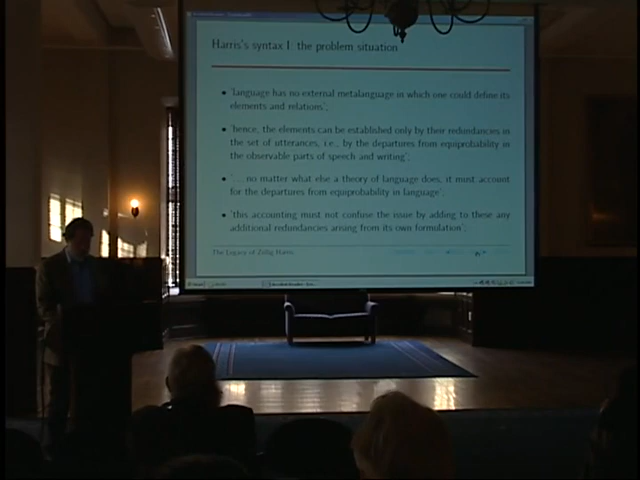 Harris's syntax I the problem situation
• 'language has no external metalanguage in which one could define its
elements and relations';
• 'hence, the elements can be established only by their redundancies in
the set of utterances, i.e., by the departures from equiprobability in
the observable parts of speech and writing';
• '. . . no matter what else a theory of language does, it must account
for the departures from equiprobability in language';
• 'this accounting must not confuse the issue by adding to these any
additional redundancies arising from its own formulation';
The Legacy of Zellig Harris